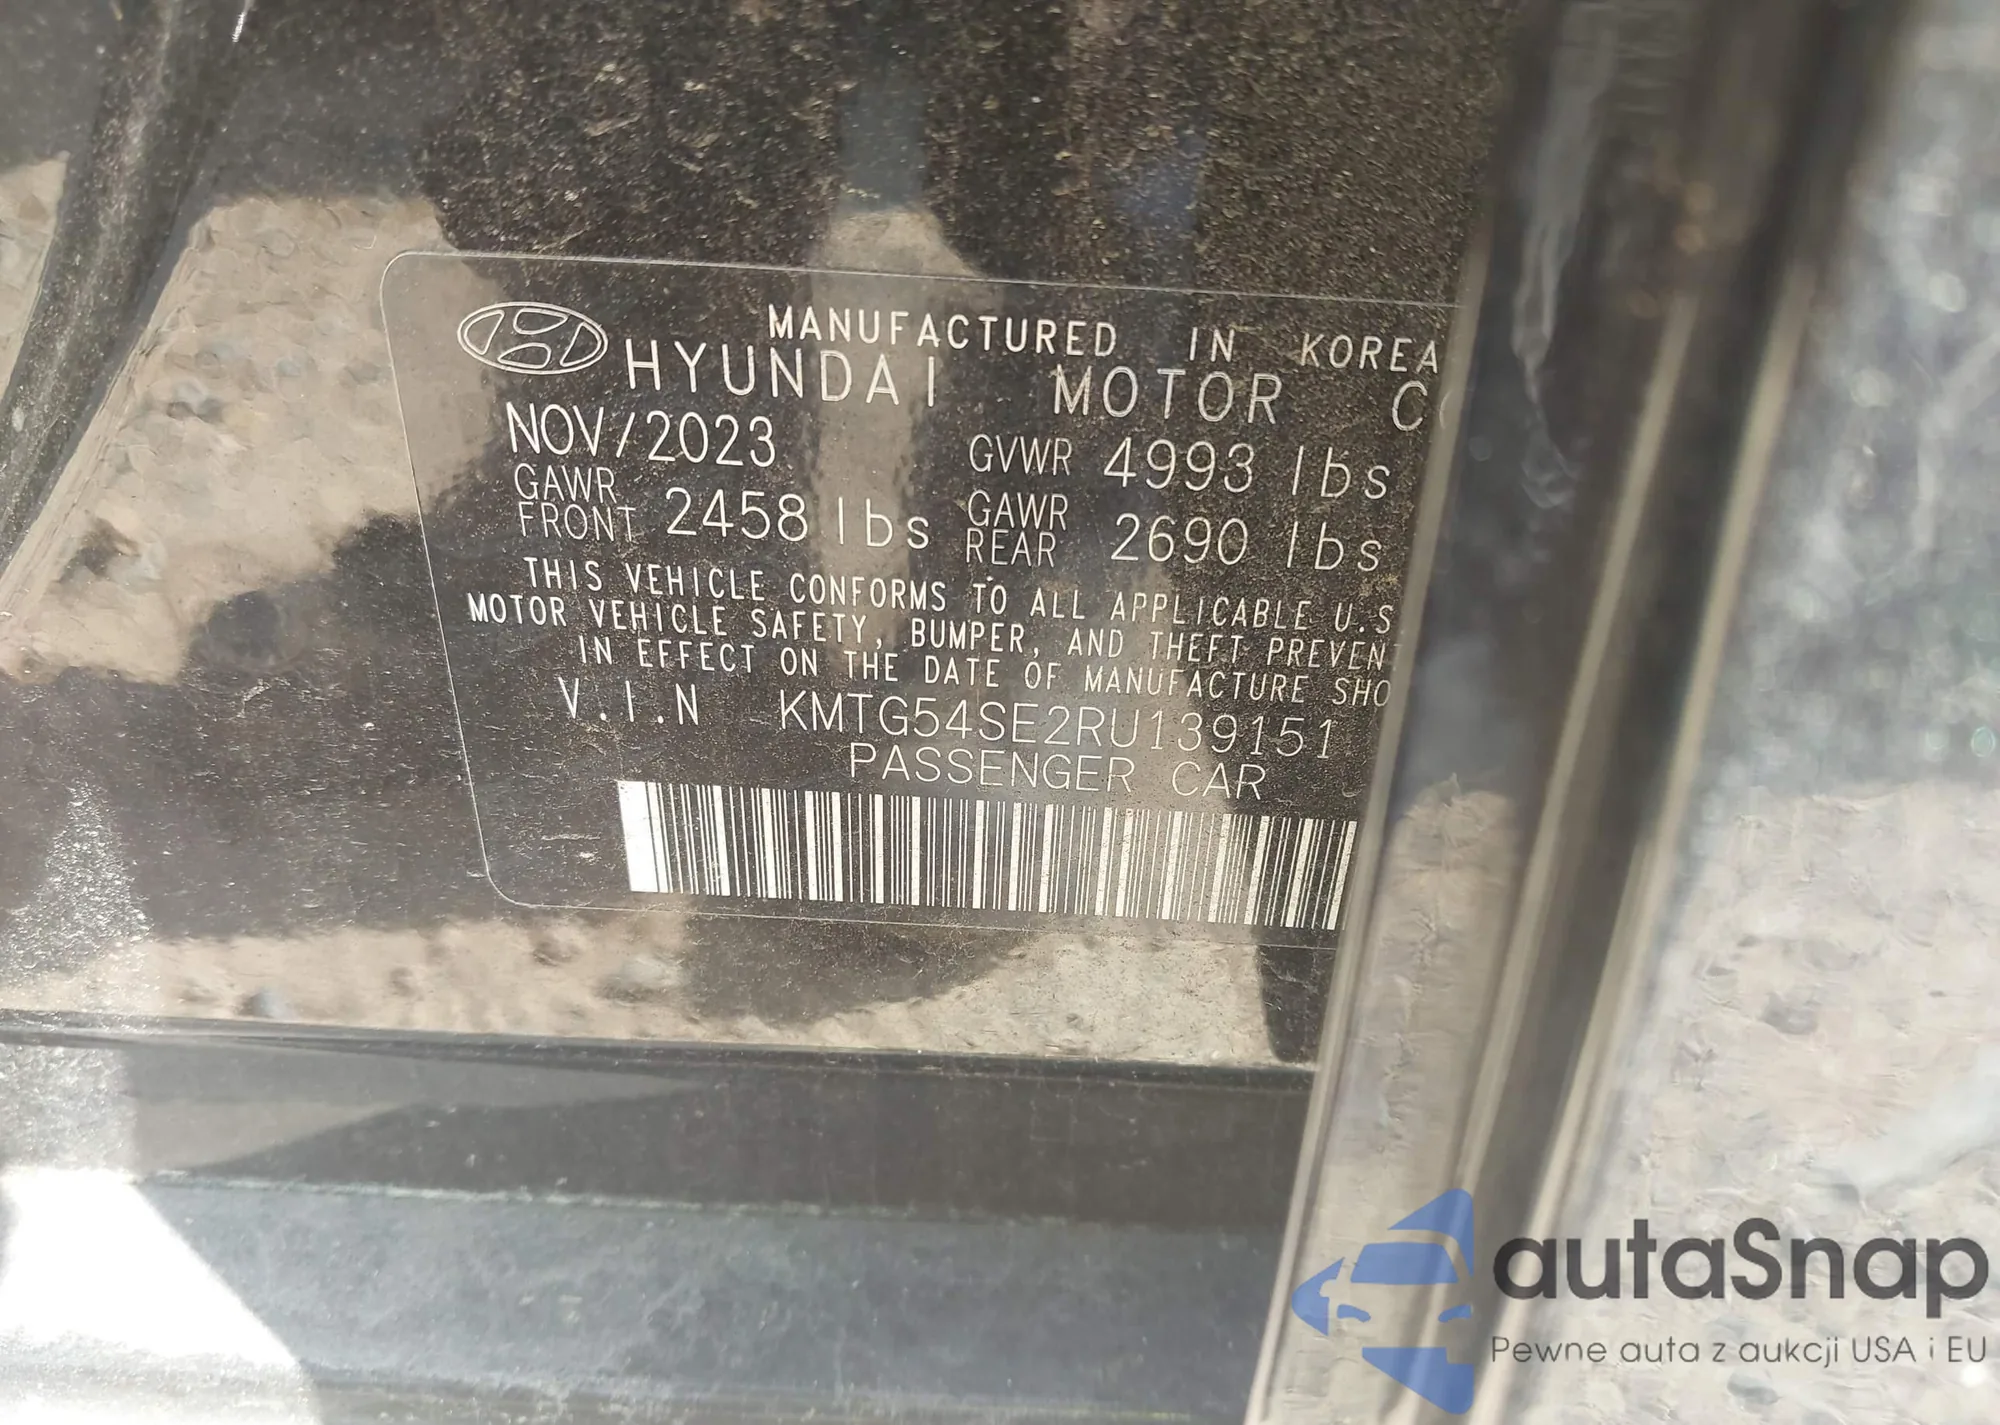 MANUFACTURED IN KOREA
HYUNDAI MOTOR C
NOV/2023 GVWR 4993 lbs
GAWR FRONT 2458 lbs GAWR REAR 2690 lbs
THIS VEHICLE CONFORMS TO ALL APPLICABLE U.S
MOTOR VEHICLE SAFETY, BUMPER, AND THEFT PREVEN
IN EFFECT ON THE DATE OF MANUFACTURE SHO
V.I.N KMTG54SE2RU139151
PASSENGER CAR
autaSnap
Pewne auta z aukcji USA i EU